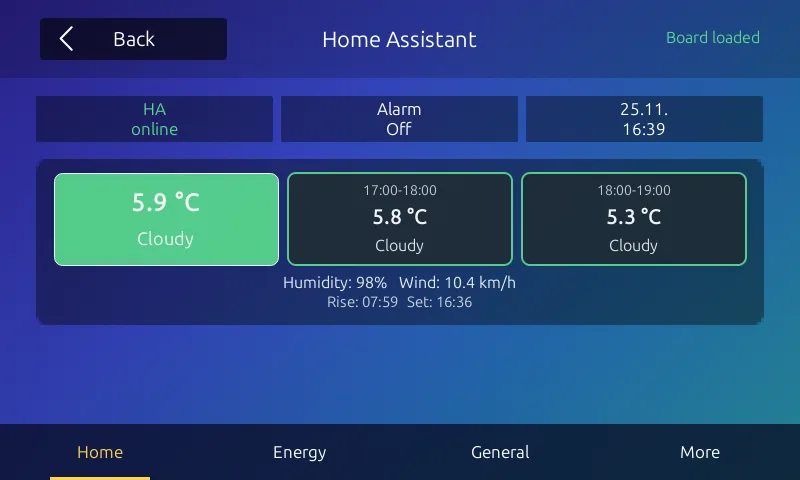 Back
Home Assistant
Board loaded
HA
online
Alarm
Off
25.11.
16:39
5.9 °C
Cloudy
17:00-18:00
5.8 °C
Cloudy
18:00-19:00
5.3 °C
Cloudy
Humidity: 98% Wind: 10.4 km/h
Rise: 07:59 Set: 16:36
Home
Energy
General
More